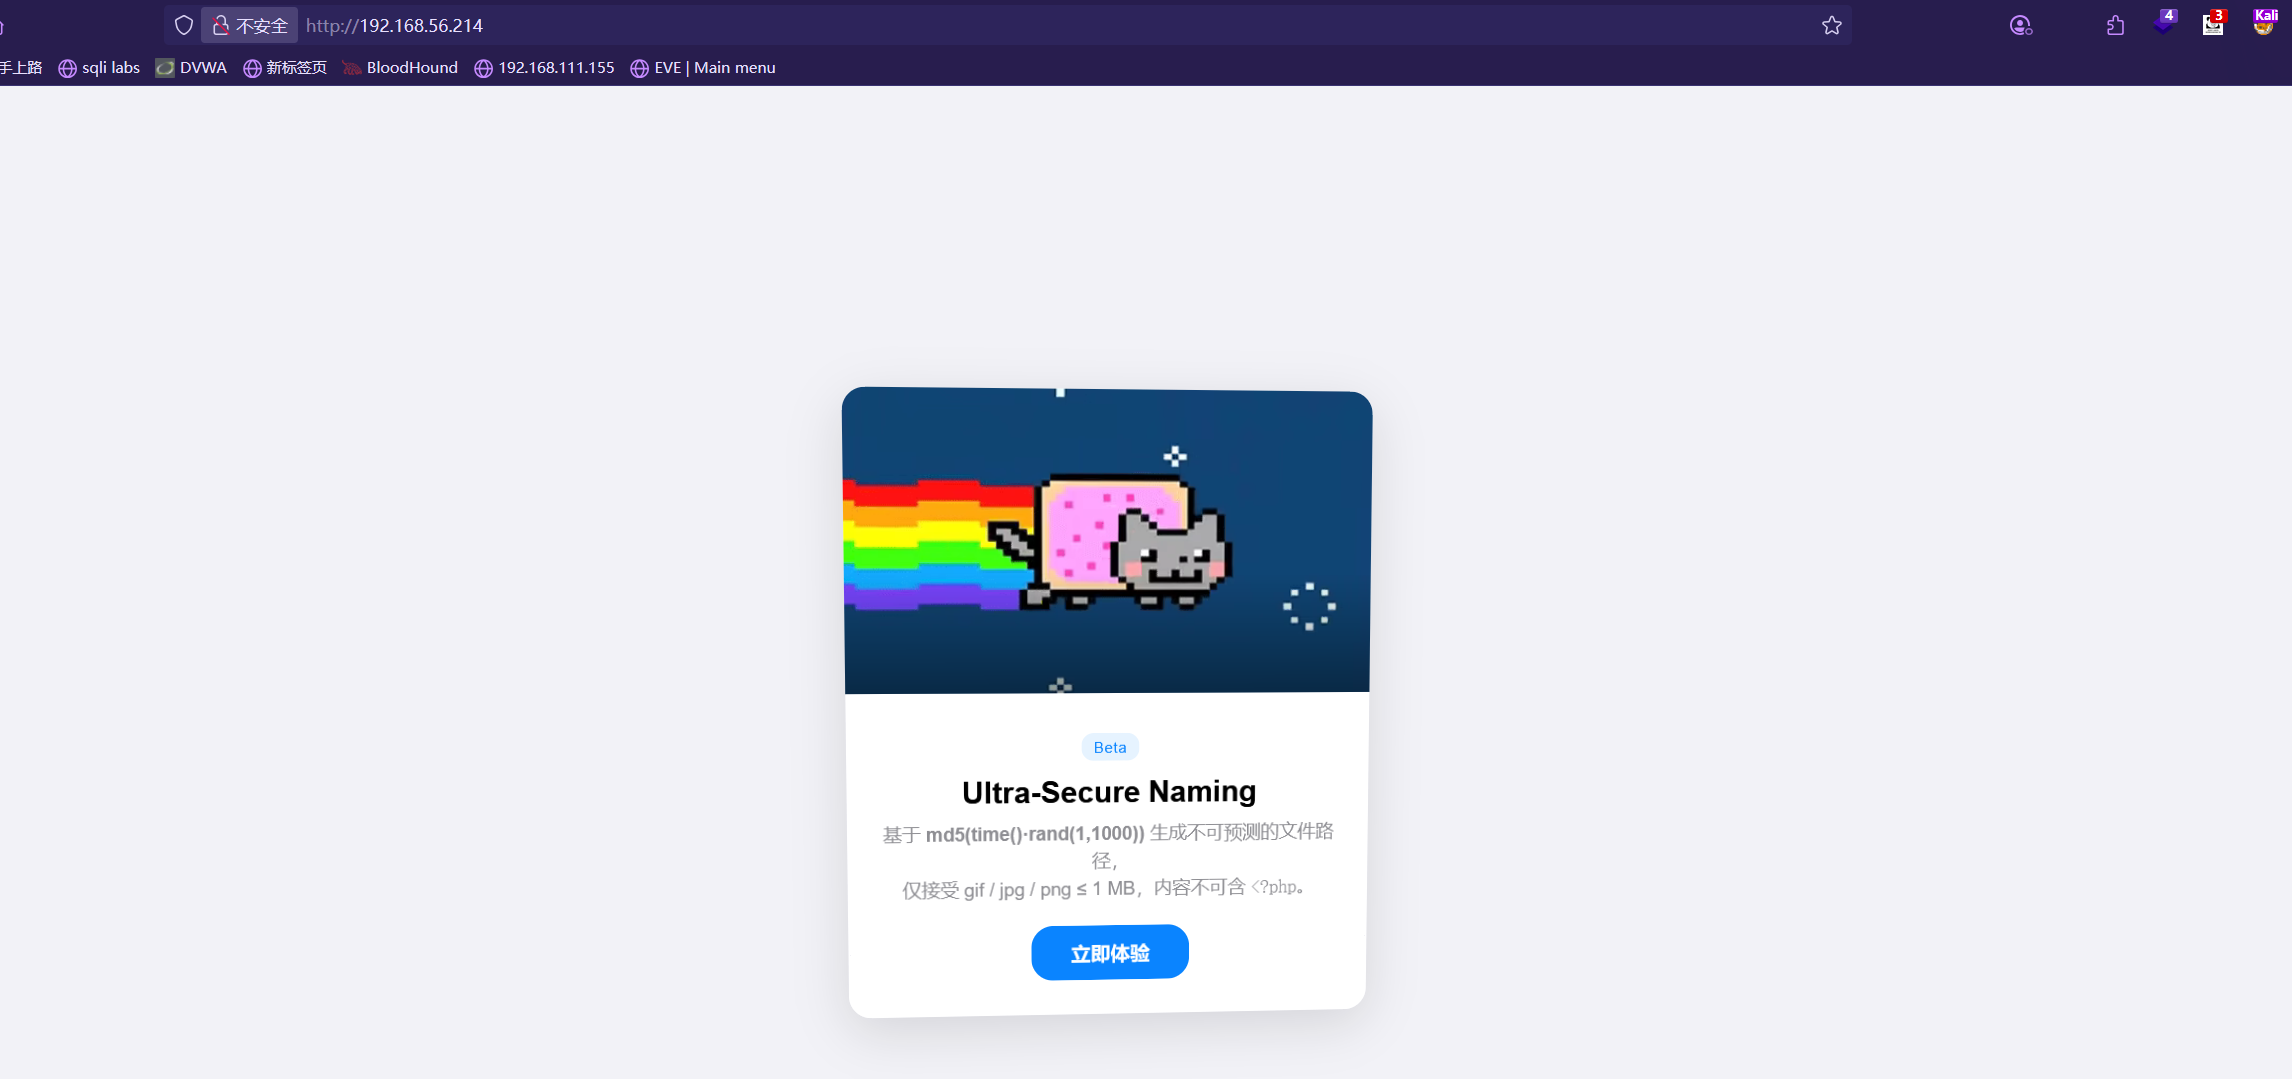 不安全 http://192.168.56.214
4 3 Kali
手上路 sqli labs DVWA 新标签页 BloodHound 192.168.111.155 EVE | Main menu
Beta
Ultra-Secure Naming
基于 md5(time()·rand(1,1000)) 生成不可预测的文件路
径，
仅接受 gif / jpg / png ≤ 1 MB，内容不可含 <?php。
立即体验